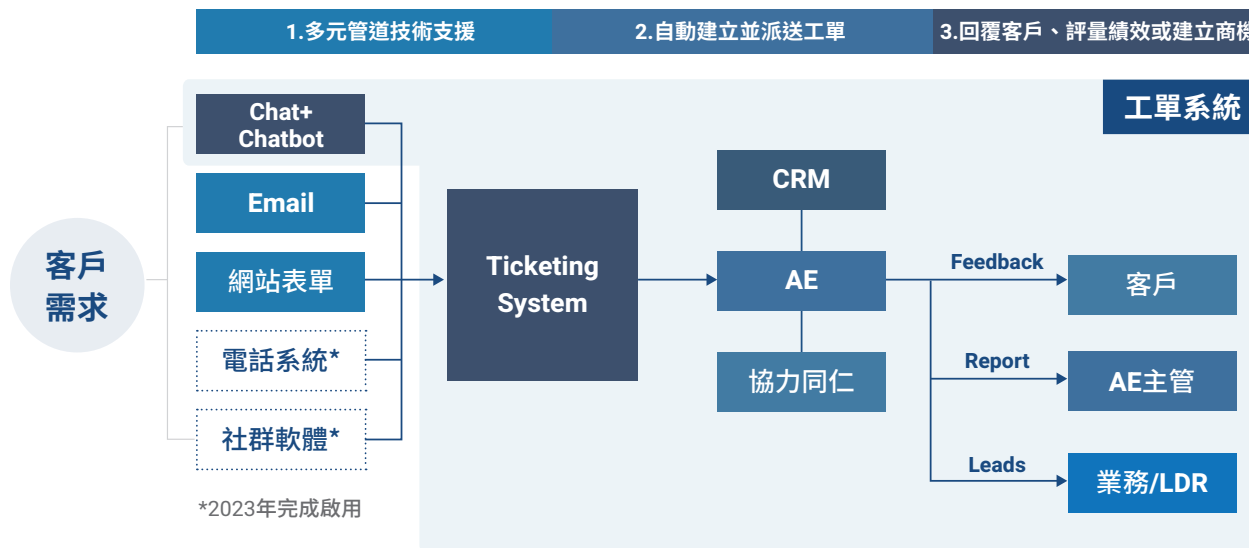 1.多元管道技術支援
2.自動建立並派送工單
3.回覆客戶、評量績效或建立商機
工單系統
客戶
需求
Chat+
Chatbot
Email
網站表單
電話系統*
社群軟體*
*2023年完成啟用
Ticketing
System
CRM
AE
協力同仁
Feedback
客戶
Report
AE主管
Leads
業務/LDR